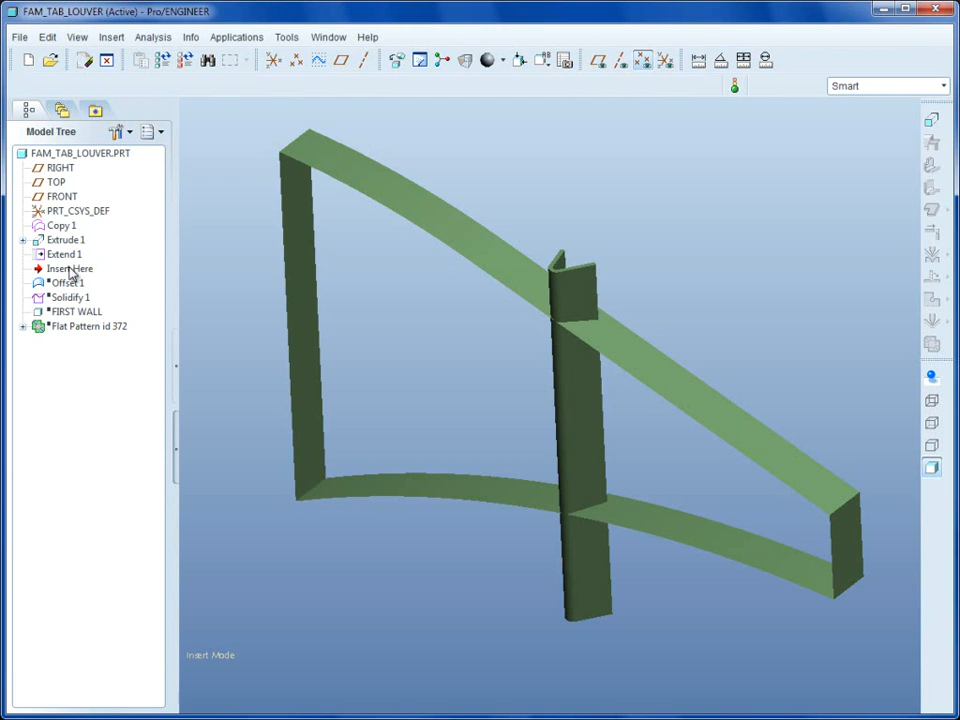 FAM_TAB_LOUVER (Active) - Pro/ENGINEER
File Edit View Insert Analysis Info Applications Tools Window Help
Smart
Model Tree
FAM_TAB_LOUVER.PRT
RIGHT
TOP
FRONT
PRT_CSYS_DEF
Copy 1
Extrude 1
Extend 1
Insert Here
Offset 1
Solidify 1
FIRST WALL
Flat Pattern id 372
Insert Mode